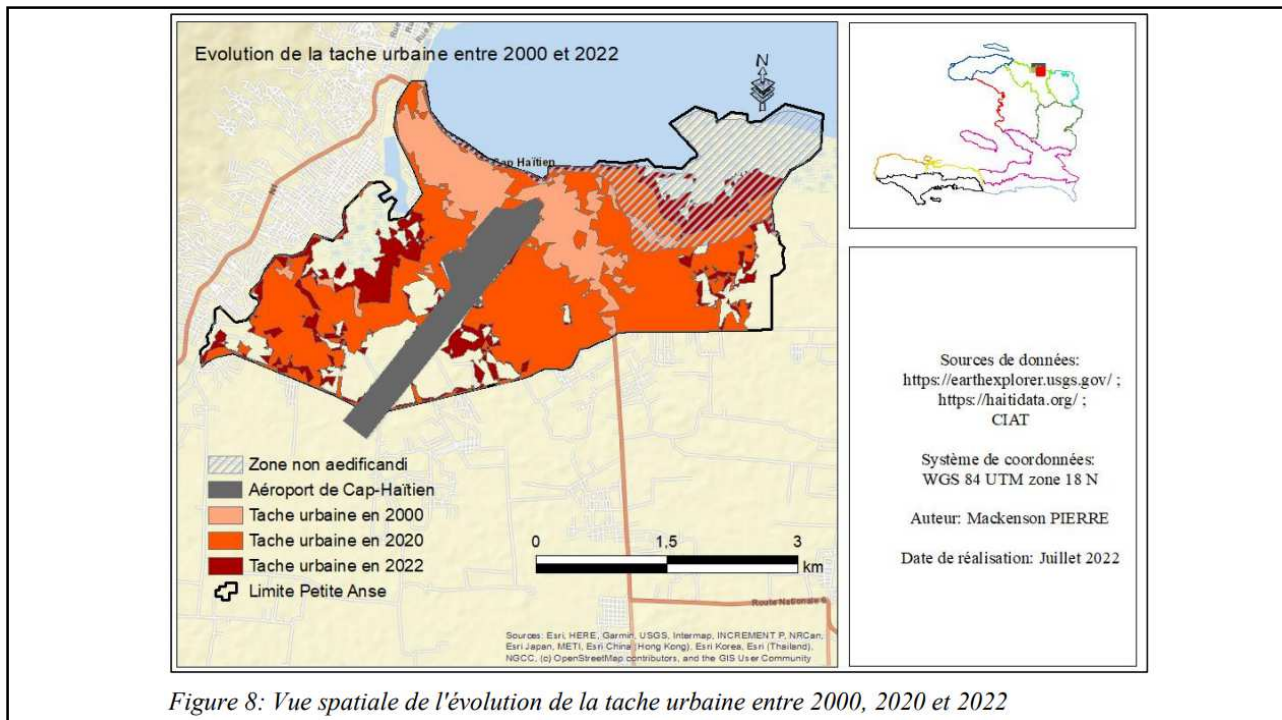 Evolution de la tache urbaine entre 2000 et 2022
N
Cap Haïtien
Zone non aedificandi
Aéroport de Cap-Haïtien
Tache urbaine en 2000
Tache urbaine en 2020
Tache urbaine en 2022
Limite Petite Anse
0 1,5 3
km
Route Nationale 6
Sources: Esri, HERE, Garmin, USGS, Intermap, INCREMENT P, NRCan,
Esri Japan, METI, Esri China (Hong Kong), Esri Korea, Esri (Thailand),
NGCC, (c) OpenStreetMap contributors, and the GIS User Community
Sources de données:
https://earthexplorer.usgs.gov/ ;
https://haitidata.org/ ;
CIAT
Système de coordonnées:
WGS 84 UTM zone 18 N
Auteur: Mackenson PIERRE
Date de réalisation: Juillet 2022
Figure 8: Vue spatiale de l'évolution de la tache urbaine entre 2000, 2020 et 2022